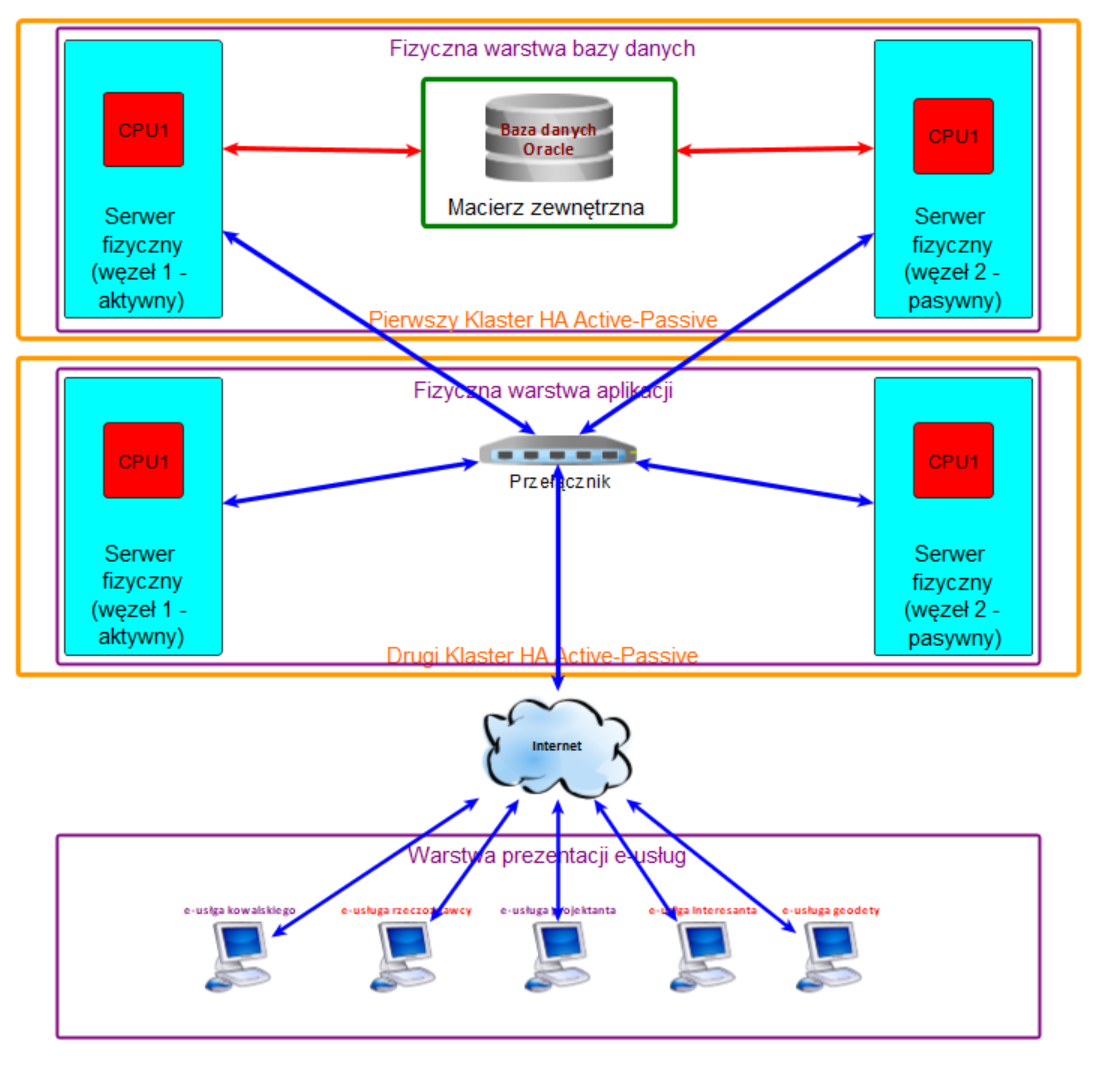 Fizyczna warstwa bazy danych
CPU1
Serwer
fizyczny
(węzeł 1 -
aktywny)
Baza danych
Oracle
Macierz zewnętrzna
CPU1
Serwer
fizyczny
(węzeł 2 -
pasywny)
Pierwszy Klaster HA Active-Passive
Fizyczna warstwa aplikacji
CPU1
Serwer
fizyczny
(węzeł 1 -
aktywny)
Przełącznik
CPU1
Serwer
fizyczny
(węzeł 2 -
pasywny)
Drugi Klaster HA Active-Passive
Internet
Warstwa prezentacji e-usług
e-usłga kowalskiego
e-usługa rzeczoznawcy
e-usługa projektanta
e-usługa Interesanta
e-usługa geodety